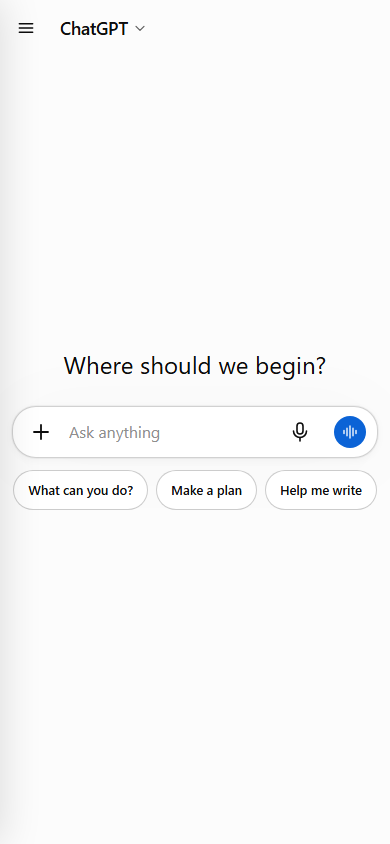 ChatGPT
Where should we begin?
Ask anything
What can you do?
Make a plan
Help me write